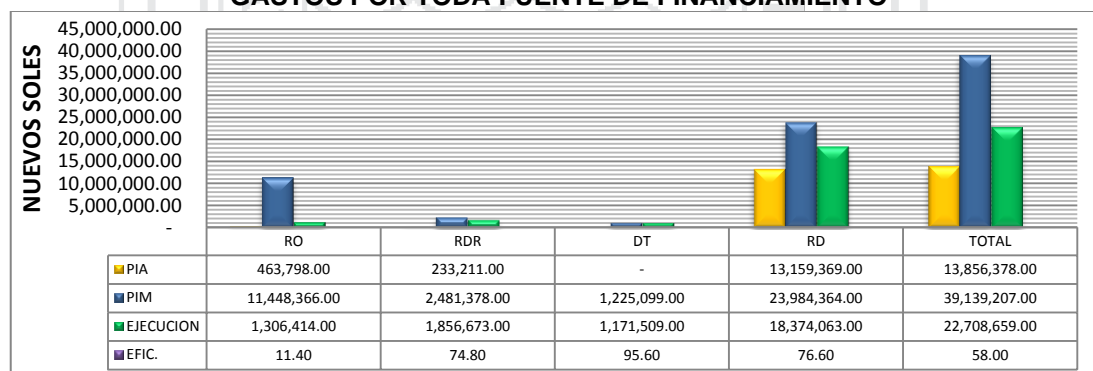 GASTOS POR TODA FUENTE DE FINANCIAMIENTO
NUEVOS SOLES
45,000,000.00
40,000,000.00
35,000,000.00
30,000,000.00
25,000,000.00
20,000,000.00
15,000,000.00
10,000,000.00
5,000,000.00
-
RO RDR DT RD TOTAL
PIA 463,798.00 233,211.00 - 13,159,369.00 13,856,378.00
PIM 11,448,366.00 2,481,378.00 1,225,099.00 23,984,364.00 39,139,207.00
EJECUCION 1,306,414.00 1,856,673.00 1,171,509.00 18,374,063.00 22,708,659.00
EFIC. 11.40 74.80 95.60 76.60 58.00